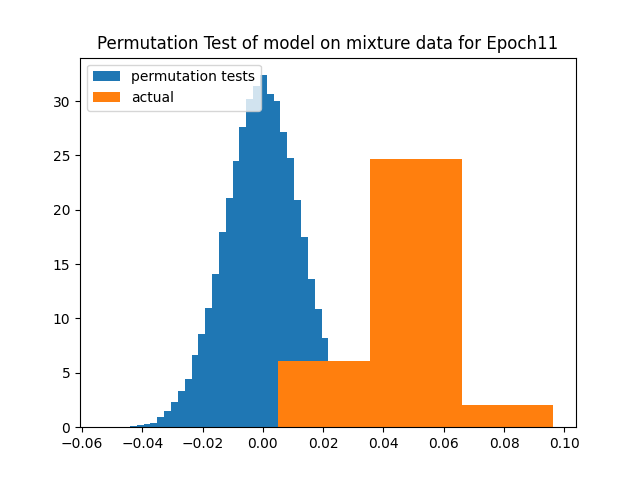 Permutation Test of model on mixture data for Epoch11
permutation tests
actual
30
25
20
15
10
5
0
−0.06 −0.04 −0.02 0.00 0.02 0.04 0.06 0.08 0.10